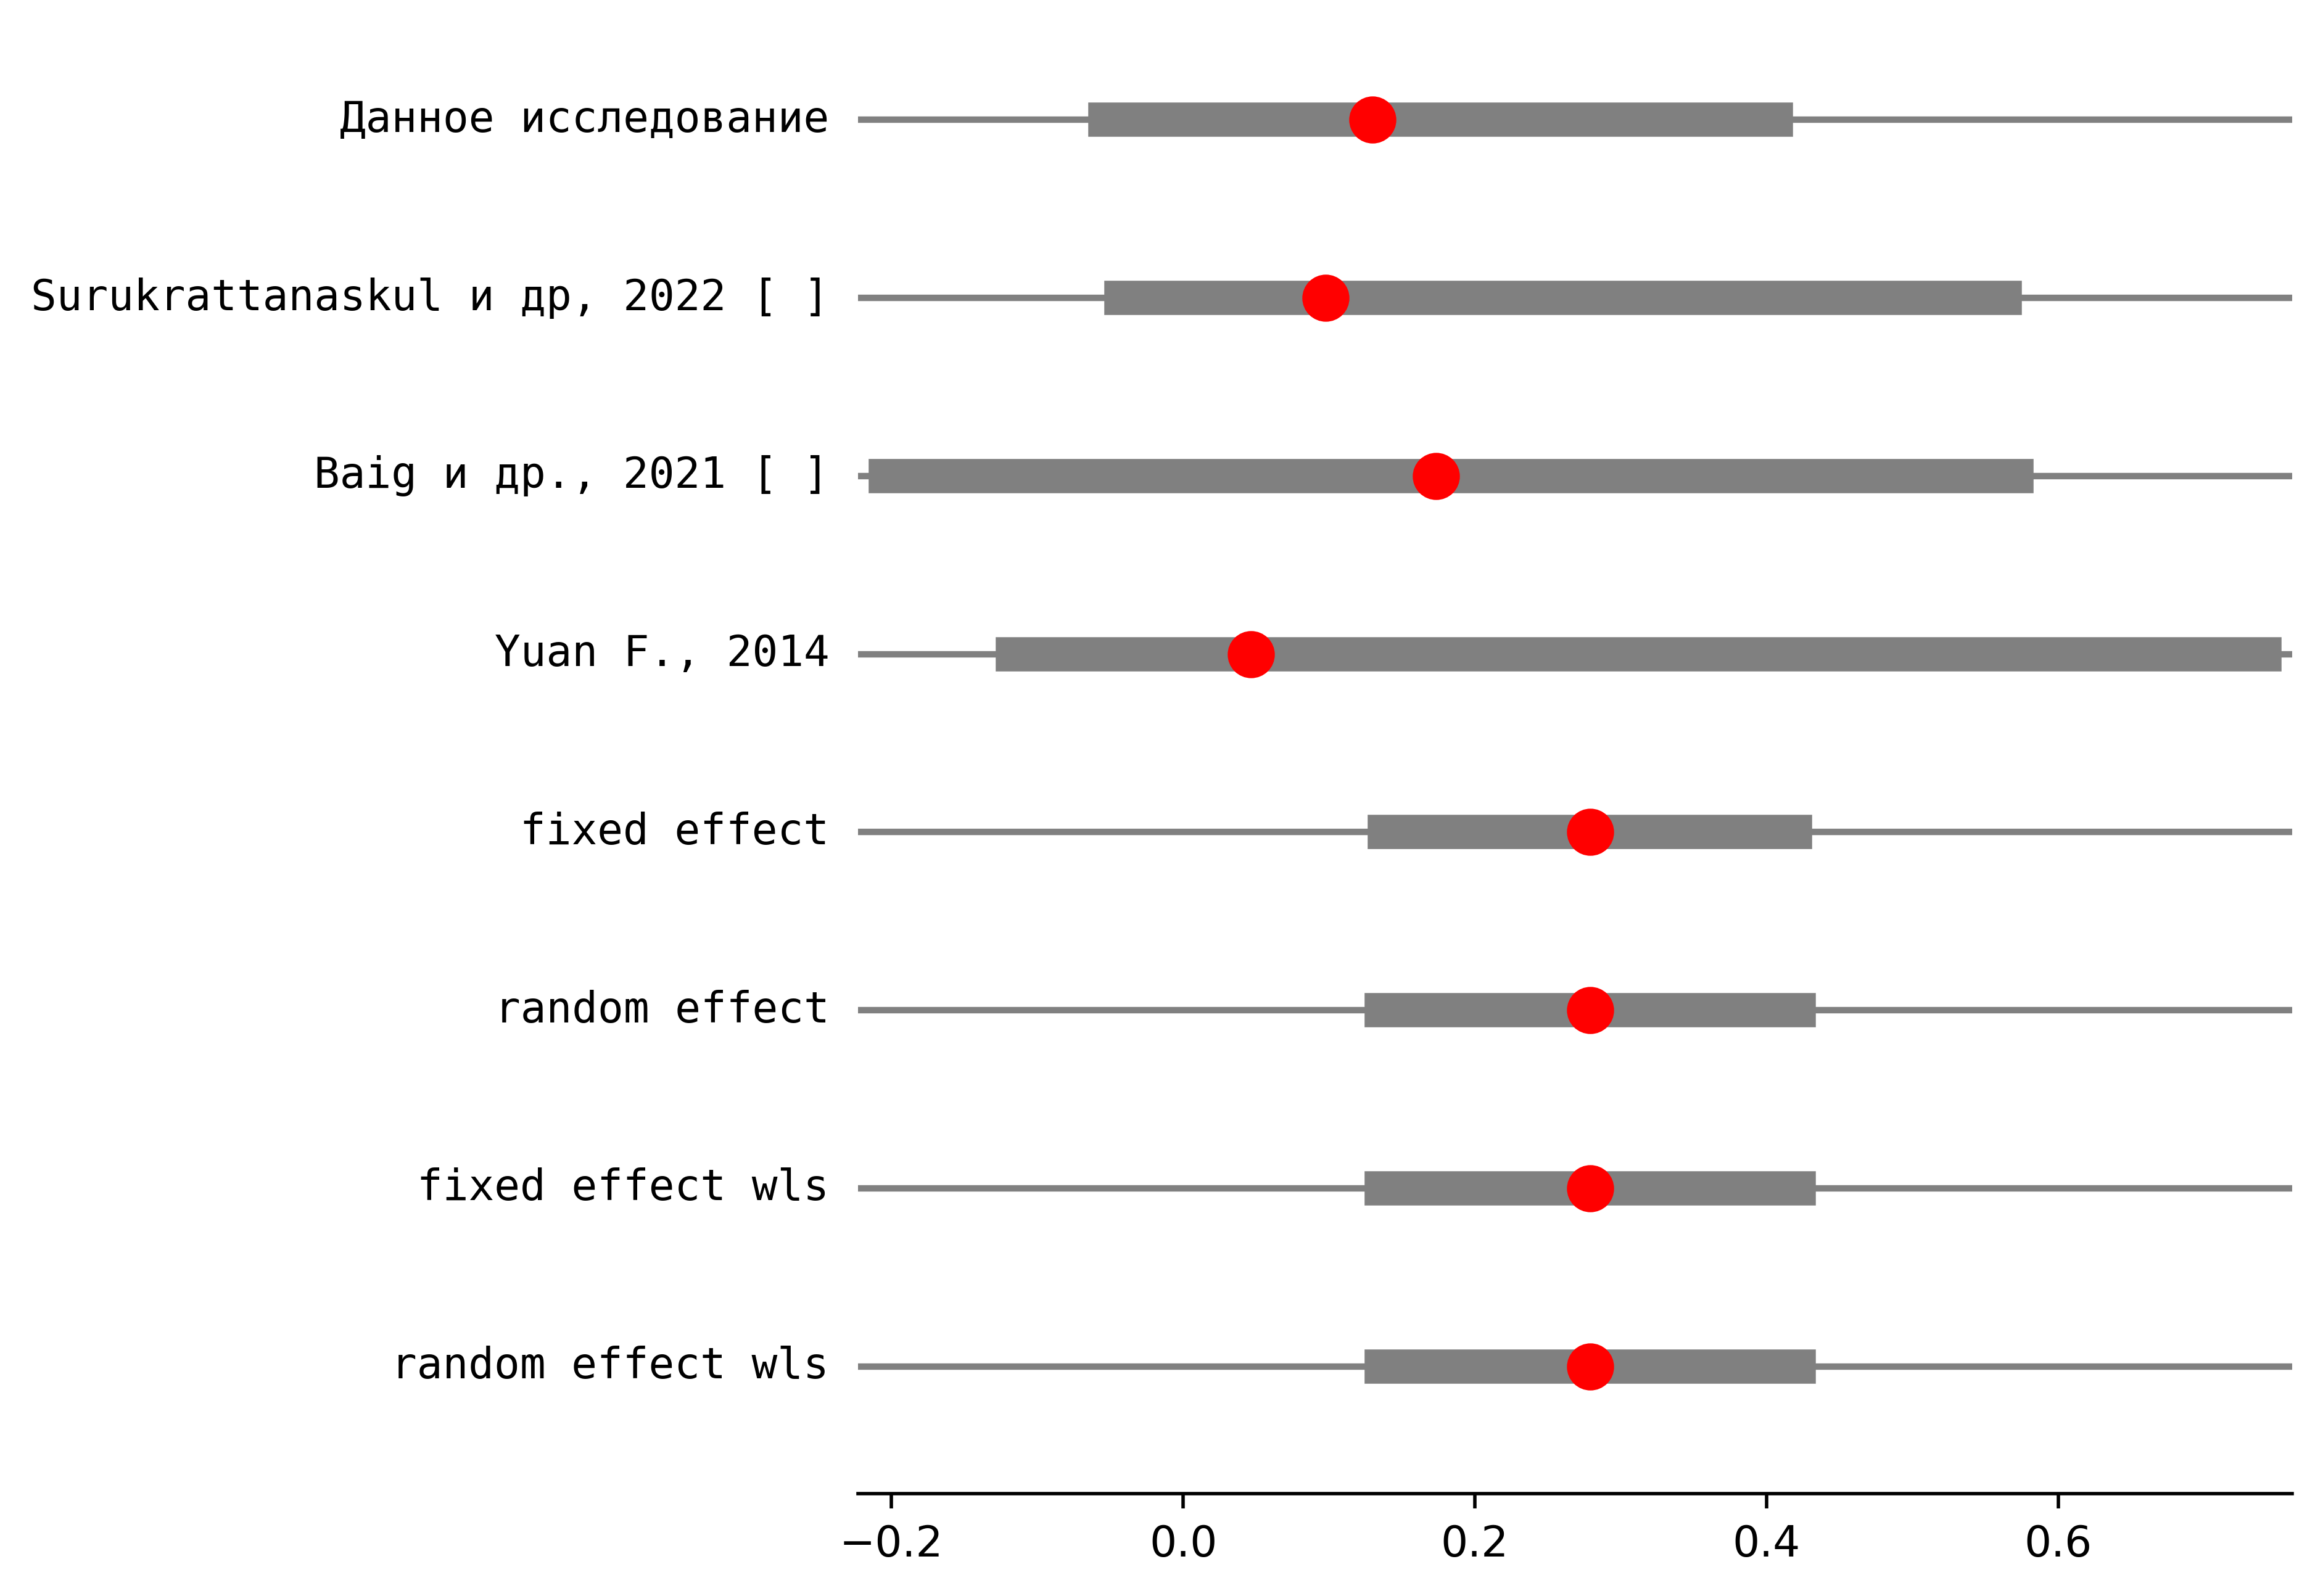 Данное исследование
Surukrattanaskul и др, 2022 [ ]
Baig и др., 2021 [ ]
Yuan F., 2014
fixed effect
random effect
fixed effect wls
random effect wls
−0.2 0.0 0.2 0.4 0.6